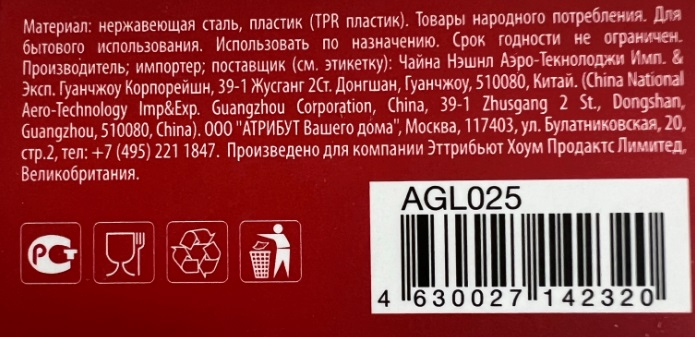 Материал: нержавеющая сталь, пластик (TPR пластик). Товары народного потребления. Для
бытового использования. Использовать по назначению. Срок годности не ограничен.
Производитель; импортер; поставщик (см. этикетку): Чайна Нэшнл Аэро-Текнолоджи Имп. &
Эксп. Гуанчжоу Корпорейшн, 39-1 Жусганг 2Ст. Донгшан, Гуанчжоу, 510080, Китай. (China National
Aero-Technology Imp&Exp. Guangzhou Corporation, China, 39-1 Zhusgang 2 St., Dongshan,
Guangzhou, 510080, China). ООО "АТРИБУТ Вашего дома", Москва, 117403, ул. Булатниковская, 20,
стр.2, тел: +7 (495) 221 1847. Произведено для компании Эттрибьют Хоум Продактс Лимитед,
Великобритания.
РСТ
AGL025
4 630027 142320